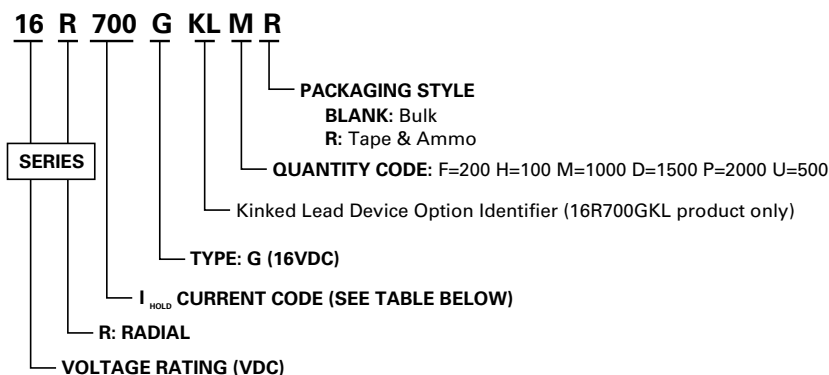 16 R 700 G KL M R
PACKAGING STYLE
BLANK: Bulk
R: Tape & Ammo
SERIES
QUANTITY CODE: F=200 H=100 M=1000 D=1500 P=2000 U=500
Kinked Lead Device Option Identifier (16R700GKL product only)
TYPE: G (16VDC)
I HOLD CURRENT CODE (SEE TABLE BELOW)
R: RADIAL
VOLTAGE RATING (VDC)